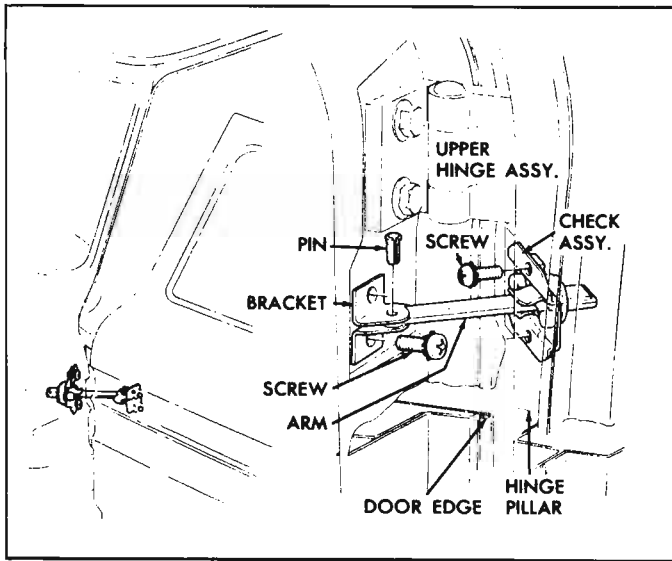 UPPER
HINGE ASSY.
CHECK
ASSY.
PIN
SCREW
BRACKET
SCREW
ARM
DOOR EDGE
HINGE
PILLAR